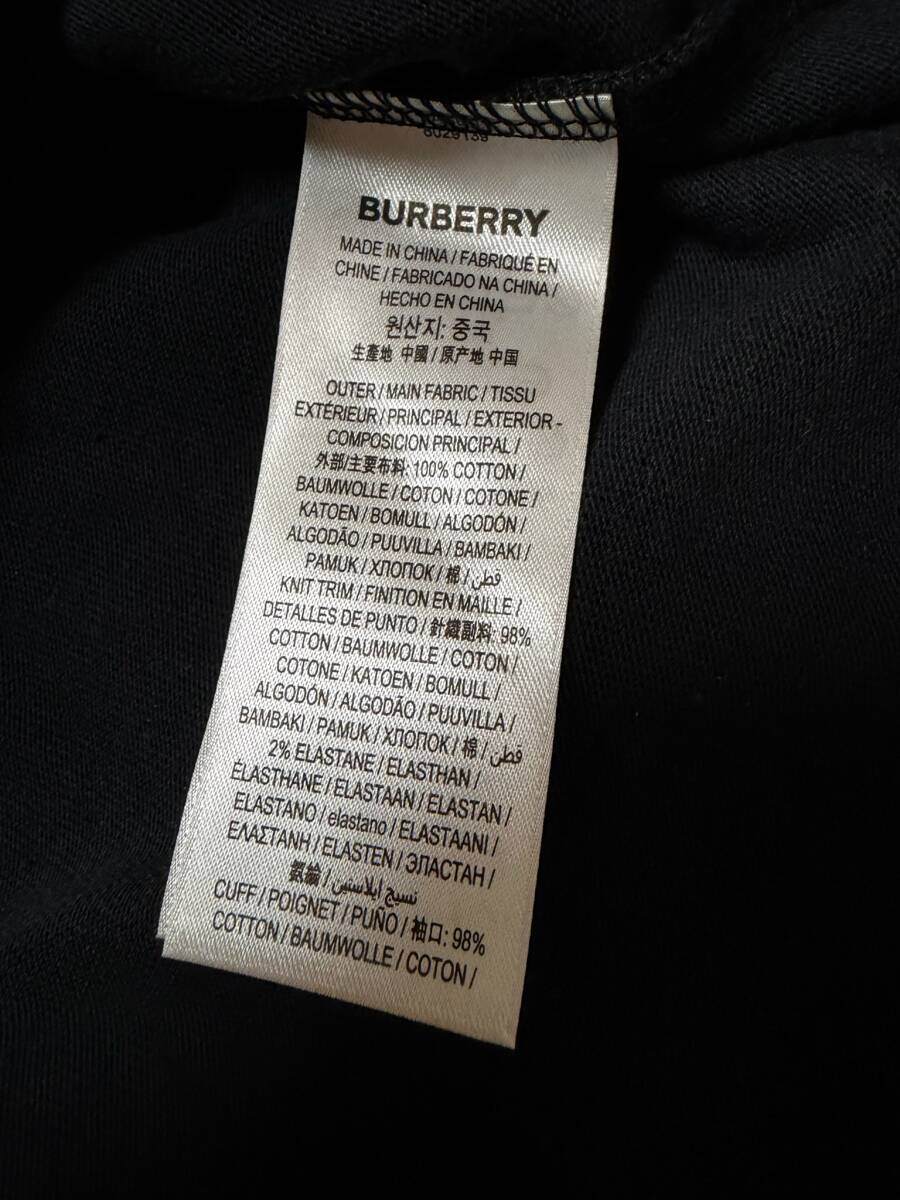 8029139
BURBERRY
MADE IN CHINA / FABRIQUÉ EN
CHINE / FABRICADO NA CHINA /
HECHO EN CHINA
원산지: 중국
生產地 中國 / 原产地 中国
OUTER / MAIN FABRIC / TISSU
EXTÉRIEUR / PRINCIPAL / EXTERIOR -
COMPOSICION PRINCIPAL /
外部/主要布料: 100% COTTON /
BAUMWOLLE / COTON / COTONE /
KATOEN / BOMULL / ALGODÓN /
ALGODÃO / PUUVILLA / BAMBAKI /
PAMUK / ХЛОПОК / 棉 / قطن /
KNIT TRIM / FINITION EN MAILLE /
DETALLES DE PUNTO / 針織副料: 98%
COTTON / BAUMWOLLE / COTON /
COTONE / KATOEN / BOMULL /
ALGODÓN / ALGODÃO / PUUVILLA /
BAMBAKI / PAMUK / ХЛОПОК / 棉 / قطن
2% ELASTANE / ELASTHAN /
ÉLASTHANE / ELASTAAN / ELASTAN /
ELASTANO / elastano / ELASTAANI /
ΕΛΑΣΤΑΝΗ / ELASTEN / ЭЛАСТАН /
氨綸 / نسيج إيلاستين /
CUFF / POIGNET / PUÑO / 袖口: 98%
COTTON / BAUMWOLLE / COTON /